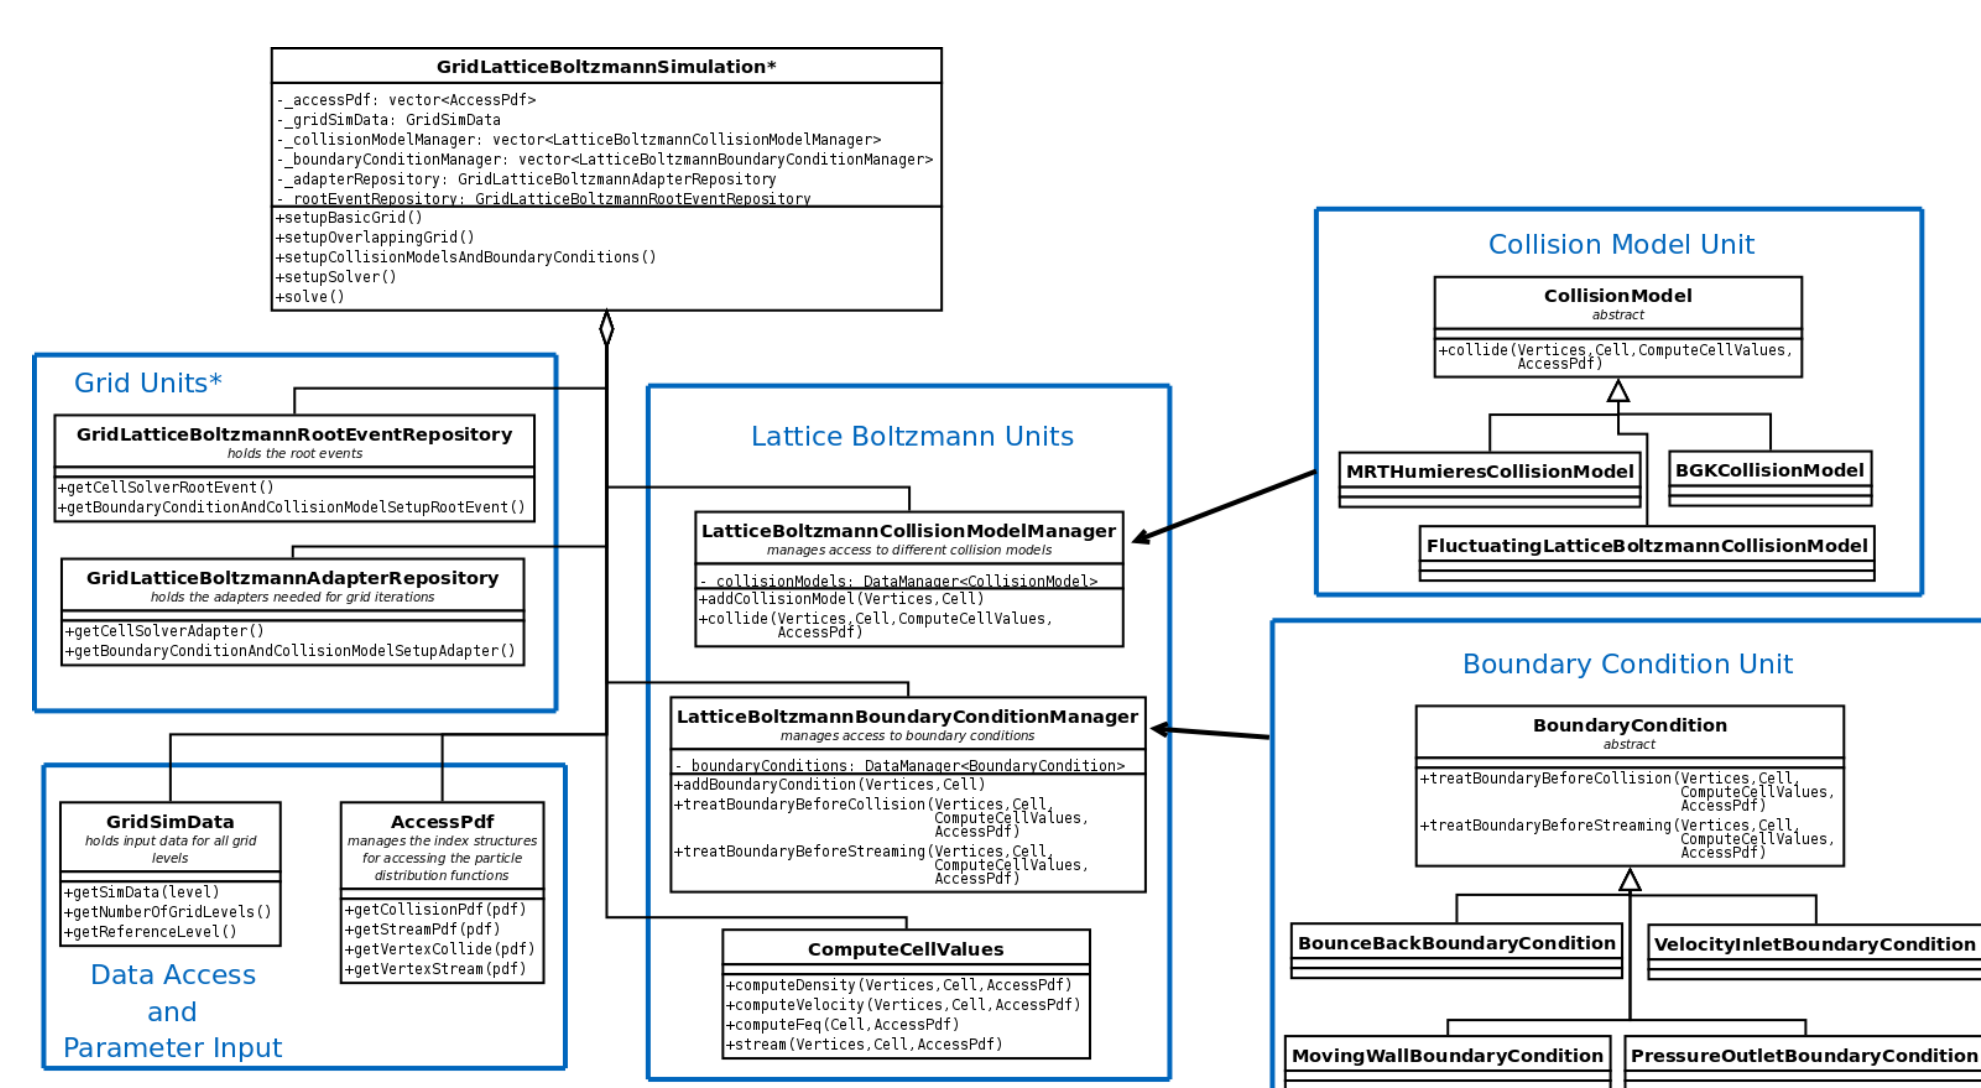 GridLatticeBoltzmannSimulation*
-_accessPdf: vector<AccessPdf>
-_gridSimData: GridSimData
-_collisionModelManager: vector<LatticeBoltzmannCollisionModelManager>
-_boundaryConditionManager: vector<LatticeBoltzmannBoundaryConditionManager>
-_adapterRepository: GridLatticeBoltzmannAdapterRepository
-_rootEventRepository: GridLatticeBoltzmannRootEventRepository
+setupBasicGrid()
+setupOverlappingGrid()
+setupCollisionModelsAndBoundaryConditions()
+setupSolver()
+solve()
Grid Units*
GridLatticeBoltzmannRootEventRepository
holds the root events
+getCellSolverRootEvent()
+getBoundaryConditionAndCollisionModelSetupRootEvent()
GridLatticeBoltzmannAdapterRepository
holds the adapters needed for grid iterations
+getCellSolverAdapter()
+getBoundaryConditionAndCollisionModelSetupAdapter()
GridSimData
holds input data for all grid
levels
+getSimData(level)
+getNumberOfGridLevels()
+getReferenceLevel()
AccessPdf
manages the index structures
for accessing the particle
distribution functions
+getCollisionPdf(pdf)
+getStreamPdf(pdf)
+getVertexCollide(pdf)
+getVertexStream(pdf)
Data Access
and
Parameter Input
Lattice Boltzmann Units
LatticeBoltzmannCollisionModelManager
manages access to different collision models
-_collisionModels: DataManager<CollisionModel>
+addCollisionModel(Vertices,Cell)
+collide(Vertices,Cell,ComputeCellValues,
AccessPdf)
LatticeBoltzmannBoundaryConditionManager
manages access to boundary conditions
-_boundaryConditions: DataManager<BoundaryCondition>
+addBoundaryCondition(Vertices,Cell)
+treatBoundaryBeforeCollision(Vertices,Cell,
ComputeCellValues,
AccessPdf)
+treatBoundaryBeforeStreaming(Vertices,Cell,
ComputeCellValues,
AccessPdf)
ComputeCellValues
+computeDensity(Vertices,Cell,AccessPdf)
+computeVelocity(Vertices,Cell,AccessPdf)
+computeFeq(Cell,AccessPdf)
+stream(Vertices,Cell,AccessPdf)
Collision Model Unit
CollisionModel
abstract
+collide(Vertices,Cell,ComputeCellValues,
AccessPdf)
MRTHumieresCollisionModel
BGKCollisionModel
FluctuatingLatticeBoltzmannCollisionModel
Boundary Condition Unit
BoundaryCondition
abstract
+treatBoundaryBeforeCollision(Vertices,Cell,
ComputeCellValues,
AccessPdf)
+treatBoundaryBeforeStreaming(Vertices,Cell,
ComputeCellValues,
AccessPdf)
BounceBackBoundaryCondition
VelocityInletBoundaryCondition
MovingWallBoundaryCondition
PressureOutletBoundaryCondition